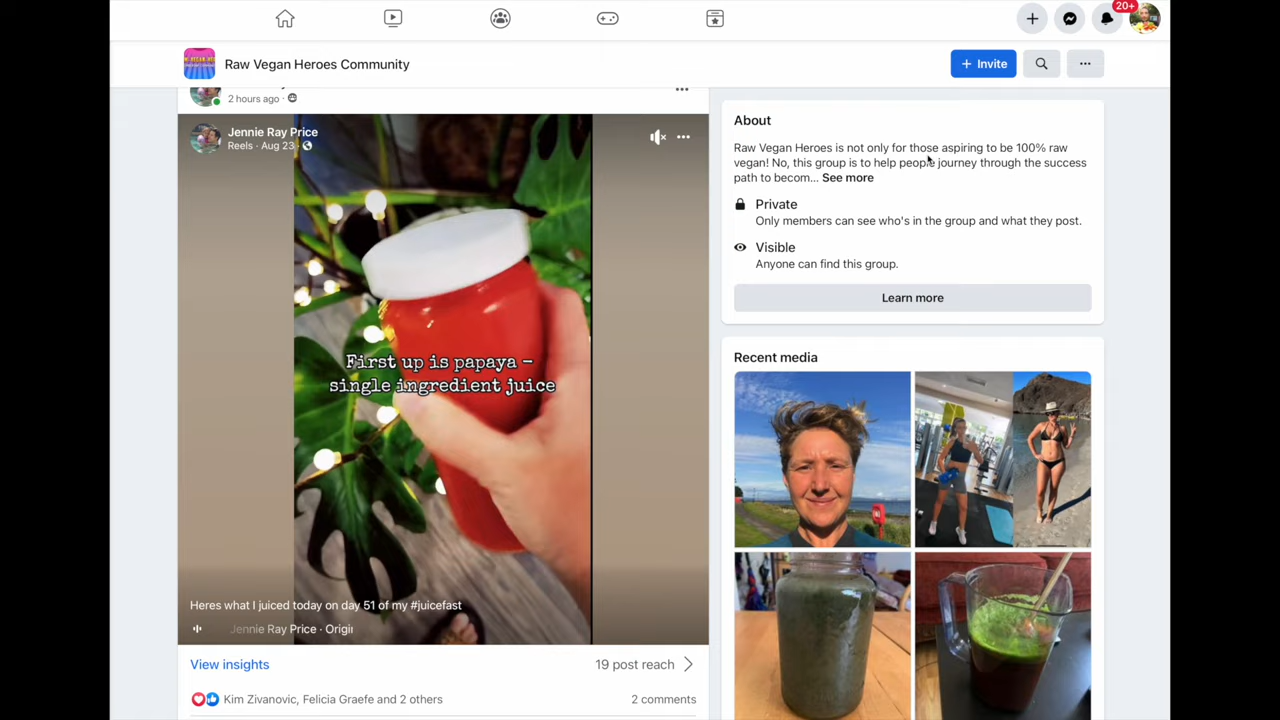 20+
Raw Vegan Heroes Community
+ Invite
2 hours ago
Jennie Ray Price
Reels · Aug 23
First up is papaya -
single ingredient juice
Heres what I juiced today on day 51 of my #juicefast
Jennie Ray Price · Origi
View insights
19 post reach
Kim Zivanovic, Felicia Graefe and 2 others
2 comments
About
Raw Vegan Heroes is not only for those aspiring to be 100% raw
vegan! No, this group is to help people journey through the success
path to becom... See more
Private
Only members can see who's in the group and what they post.
Visible
Anyone can find this group.
Learn more
Recent media